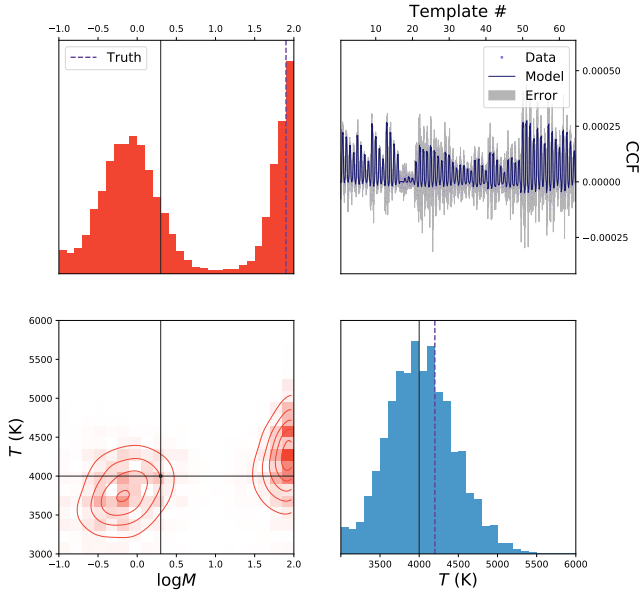 Template #
−1.0 −0.5 0.0 0.5 1.0 1.5 2.0
10 20 30 40 50 60
Truth
Data
Model
Error
0.00050
0.00025
0.00000
−0.00025
CCF
6000
5500
5000
4500
4000
3500
3000
T (K)
−1.0 −0.5 0.0 0.5 1.0 1.5 2.0
logM
3500 4000 4500 5000 5500 6000
T (K)